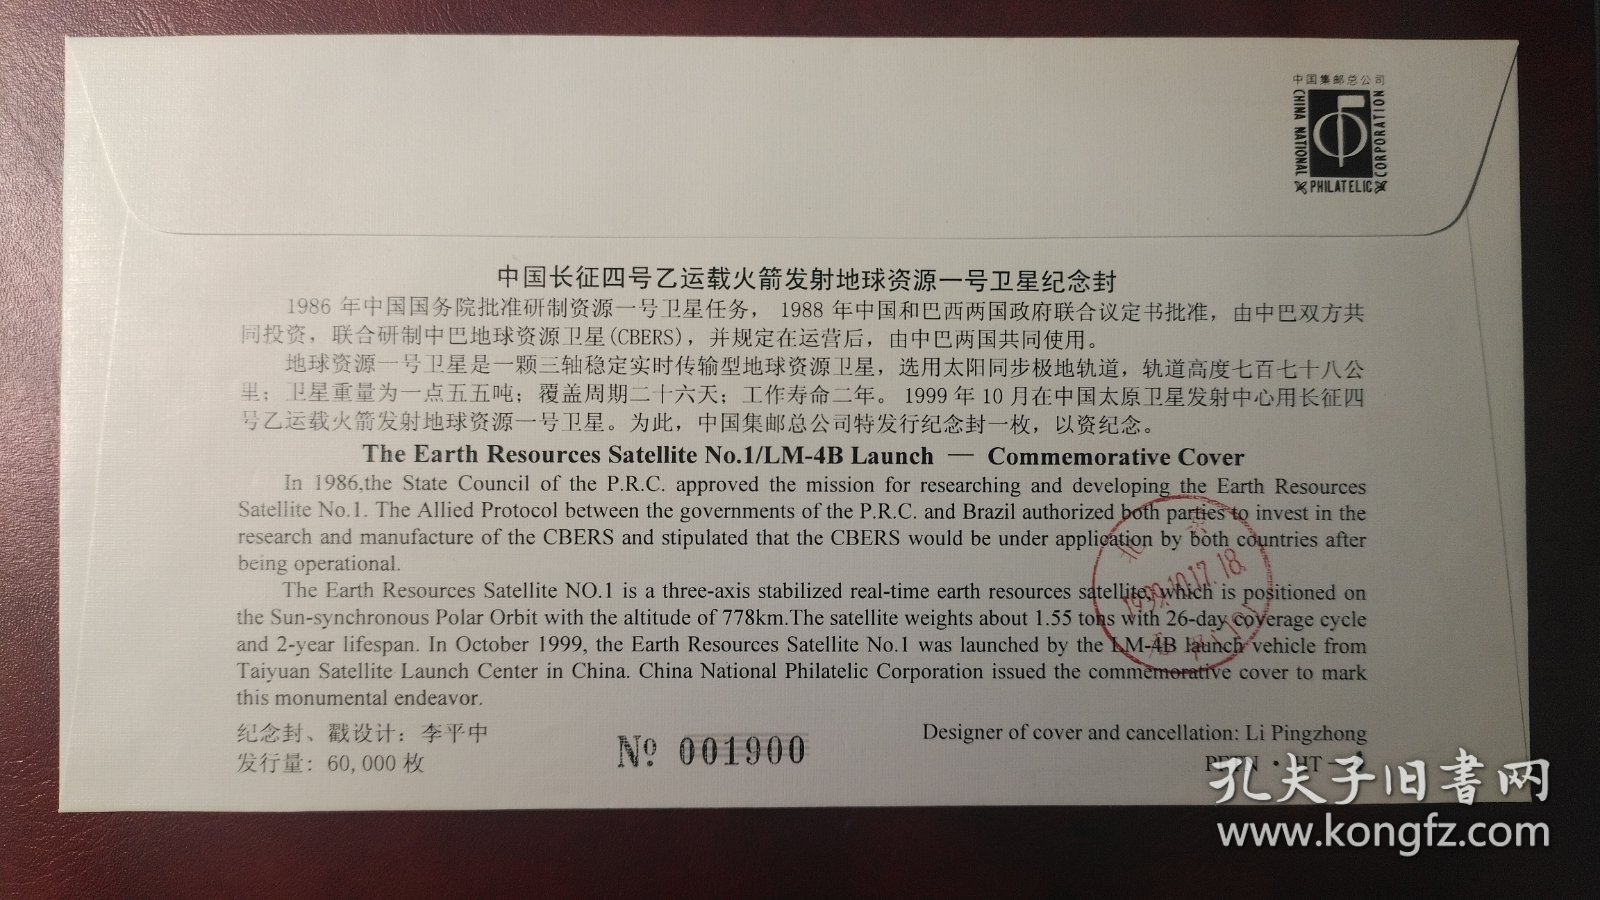 中国集邮总公司
CHINA NATIONAL
PHILATELIC
CORPORATION
中国长征四号乙运载火箭发射地球资源一号卫星纪念封
1986 年中国国务院批准研制资源一号卫星任务， 1988 年中国和巴西两国政府联合议定书批准，由中巴双方共
同投资，联合研制中巴地球资源卫星(CBERS)，并规定在运营后，由中巴两国共同使用。
地球资源一号卫星是一颗三轴稳定实时传输型地球资源卫星，选用太阳同步极地轨道，轨道高度七百七十八公
里；卫星重量为一点五五吨；覆盖周期二十六天；工作寿命二年。 1999 年 10 月在中国太原卫星发射中心用长征四
号乙运载火箭发射地球资源一号卫星。为此，中国集邮总公司特发行纪念封一枚，以资纪念。
The Earth Resources Satellite No.1/LM-4B Launch — Commemorative Cover
In 1986,the State Council of the P.R.C. approved the mission for researching and developing the Earth Resources
Satellite No.1. The Allied Protocol between the governments of the P.R.C. and Brazil authorized both parties to invest in the
research and manufacture of the CBERS and stipulated that the CBERS would be under application by both countries after
being operational.
The Earth Resources Satellite NO.1 is a three-axis stabilized real-time earth resources satellite, which is positioned on
the Sun-synchronous Polar Orbit with the altitude of 778km.The satellite weights about 1.55 tons with 26-day coverage cycle
and 2-year lifespan. In October 1999, the Earth Resources Satellite No.1 was launched by the LM-4B launch vehicle from
Taiyuan Satellite Launch Center in China. China National Philatelic Corporation issued the commemorative cover to mark
this monumental endeavor.
1999.10.17.18
纪念封、戳设计：李平中
发行量：60,000 枚
Nº 001900
Designer of cover and cancellation: Li Pingzhong
孔夫子旧书网
www.kongfz.com